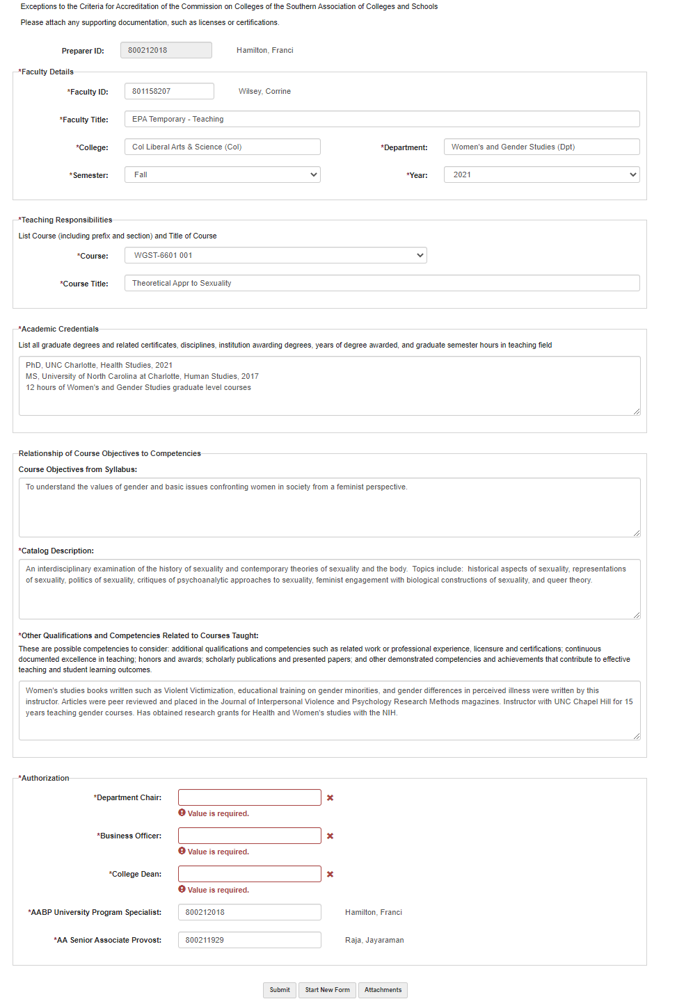 Exceptions to the Criteria for Accreditation of the Commission on Colleges of the Southern Association of Colleges and Schools
Please attach any supporting documentation, such as licenses or certifications.
Preparer ID: 800212018 Hamilton, Franci
*Faculty Details
*Faculty ID: 801158207 Wilsey, Corrine
*Faculty Title: EPA Temporary - Teaching
*College: Col Liberal Arts & Science (Col) *Department: Women's and Gender Studies (Dpt)
*Semester: Fall *Year: 2021
*Teaching Responsibilities
List Course (including prefix and section) and Title of Course
*Course: WGST-6601 001
*Course Title: Theoretical Appr to Sexuality
*Academic Credentials
List all graduate degrees and related certificates, disciplines, institution awarding degrees, years of degree awarded, and graduate semester hours in teaching field
PhD, UNC Charlotte, Health Studies, 2021
MS, University of North Carolina at Charlotte, Human Studies, 2017
12 hours of Women's and Gender Studies graduate level courses
Relationship of Course Objectives to Competencies
Course Objectives from Syllabus:
To understand the values of gender and basic issues confronting women in society from a feminist perspective.
*Catalog Description:
An interdisciplinary examination of the history of sexuality and contemporary theories of sexuality and the body.  Topics include:  historical aspects of sexuality, representations
of sexuality, politics of sexuality, critiques of psychoanalytic approaches to sexuality, feminist engagement with biological constructions of sexuality, and queer theory.
*Other Qualifications and Competencies Related to Courses Taught:
These are possible competencies to consider: additional qualifications and competencies such as related work or professional experience, licensure and certifications; continuous
documented excellence in teaching; honors and awards; scholarly publications and presented papers; and other demonstrated competencies and achievements that contribute to effective
teaching and student learning outcomes.
Women's studies books written such as Violent Victimization, educational training on gender minorities, and gender differences in perceived illness were written by this
instructor. Articles were peer reviewed and placed in the Journal of Interpersonal Violence and Psychology Research Methods magazines. Instructor with UNC Chapel Hill for 15
years teaching gender courses. Has obtained research grants for Health and Women's studies with the NIH.
*Authorization
*Department Chair:
Value is required.
*Business Officer:
Value is required.
*College Dean:
Value is required.
*AABP University Program Specialist: 800212018 Hamilton, Franci
*AA Senior Associate Provost: 800211929 Raja, Jayaraman
Submit Start New Form Attachments